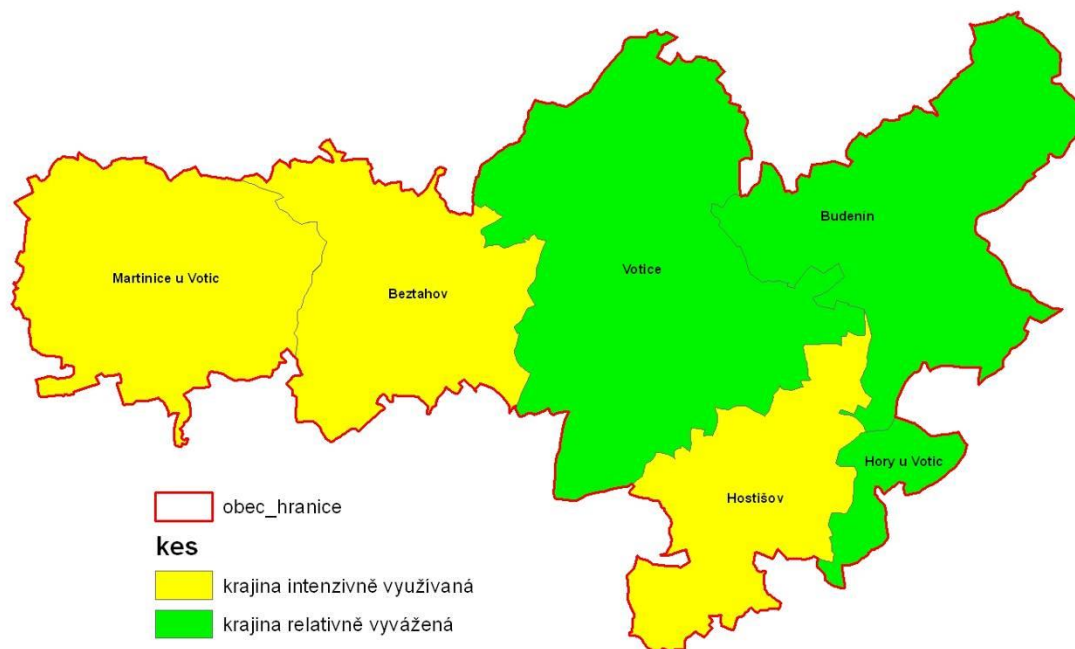 Budenín
Votice
Martinice u Votic
Beztahov
Hory u Votic
Hostišov
obec_hranice
kes
krajina intenzivně využívaná
krajina relativně vyvážená